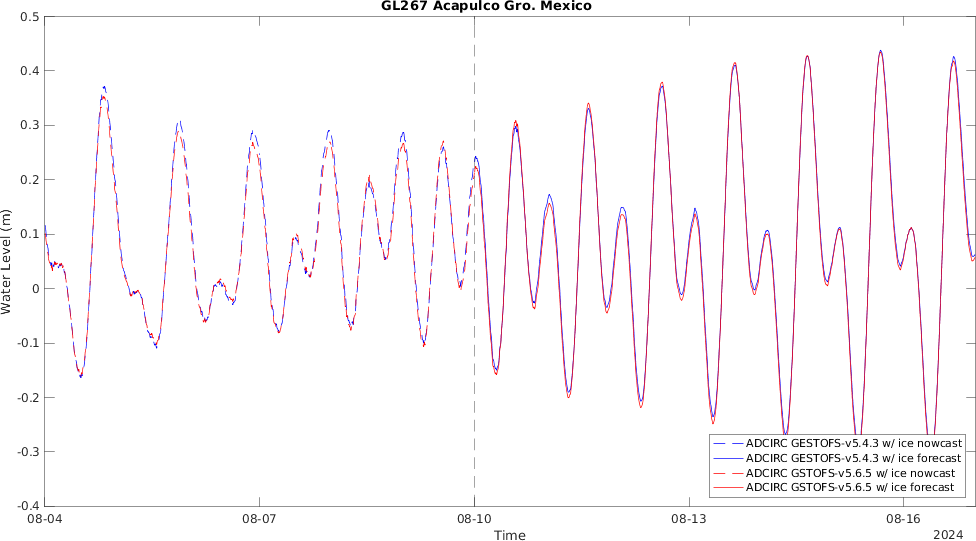 GL267 Acapulco Gro. Mexico
0.5
0.4
0.3
0.2
0.1
0
-0.1
-0.2
-0.3
-0.4
Water Level (m)
ADCIRC GESTOFS-v5.4.3 w/ ice nowcast
ADCIRC GESTOFS-v5.4.3 w/ ice forecast
ADCIRC GSTOFS-v5.6.5 w/ ice nowcast
ADCIRC GSTOFS-v5.6.5 w/ ice forecast
08-04 08-07 08-10 08-13 08-16
Time
2024